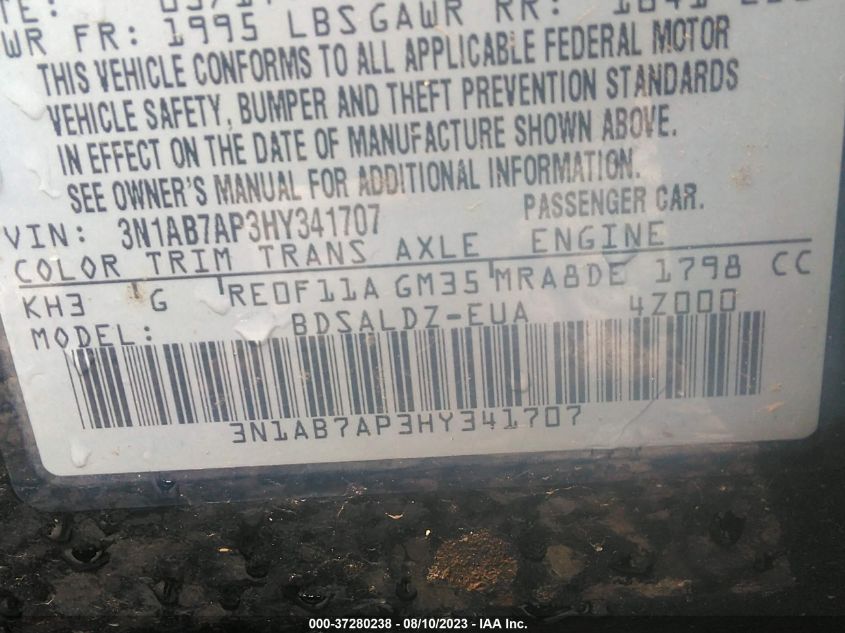 WR FR: 1995 LBS GAWR RR:
THIS VEHICLE CONFORMS TO ALL APPLICABLE FEDERAL MOTOR
VEHICLE SAFETY, BUMPER AND THEFT PREVENTION STANDARDS
IN EFFECT ON THE DATE OF MANUFACTURE SHOWN ABOVE.
SEE OWNER'S MANUAL FOR ADDITIONAL INFORMATION.
VIN: 3N1AB7AP3HY341707 PASSENGER CAR.
COLOR TRIM TRANS AXLE ENGINE
KH3 G RE0F11A GM35 MRA8DE 1798 CC
MODEL: BDSALDZ-EUA 4Z000
3N1AB7AP3HY341707
000-37280238 - 08/10/2023 - IAA Inc.